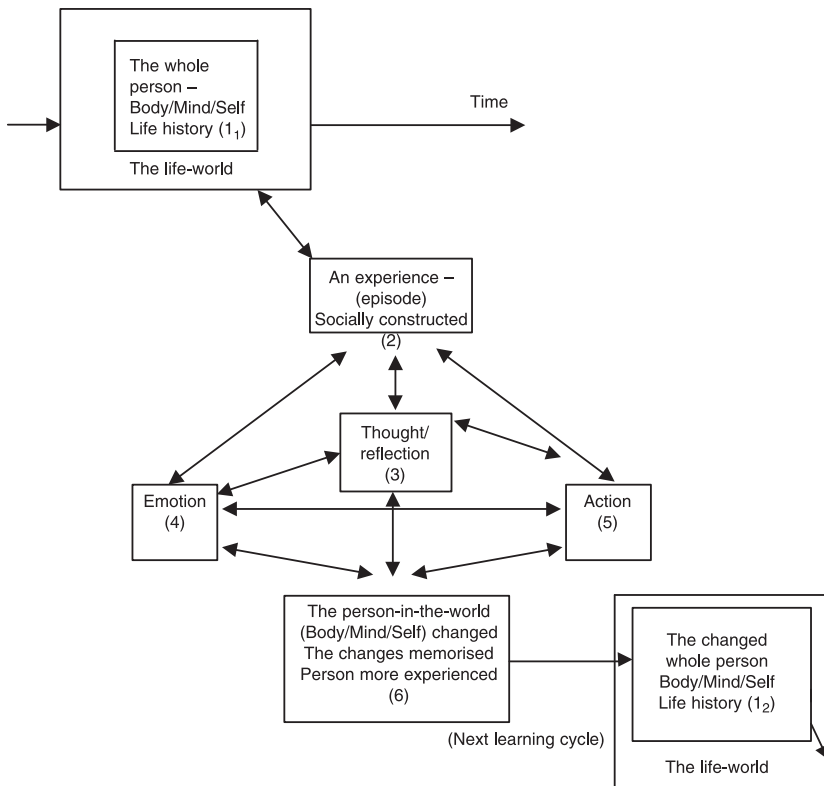 The whole
person –
Body/Mind/Self
Life history (1₁)
The life-world
Time
An experience –
(episode)
Socially constructed
(2)
Thought/
reflection
(3)
Emotion
(4)
Action
(5)
The person-in-the-world
(Body/Mind/Self) changed
The changes memorised
Person more experienced
(6)
(Next learning cycle)
The changed
whole person
Body/Mind/Self
Life history (1₂)
The life-world